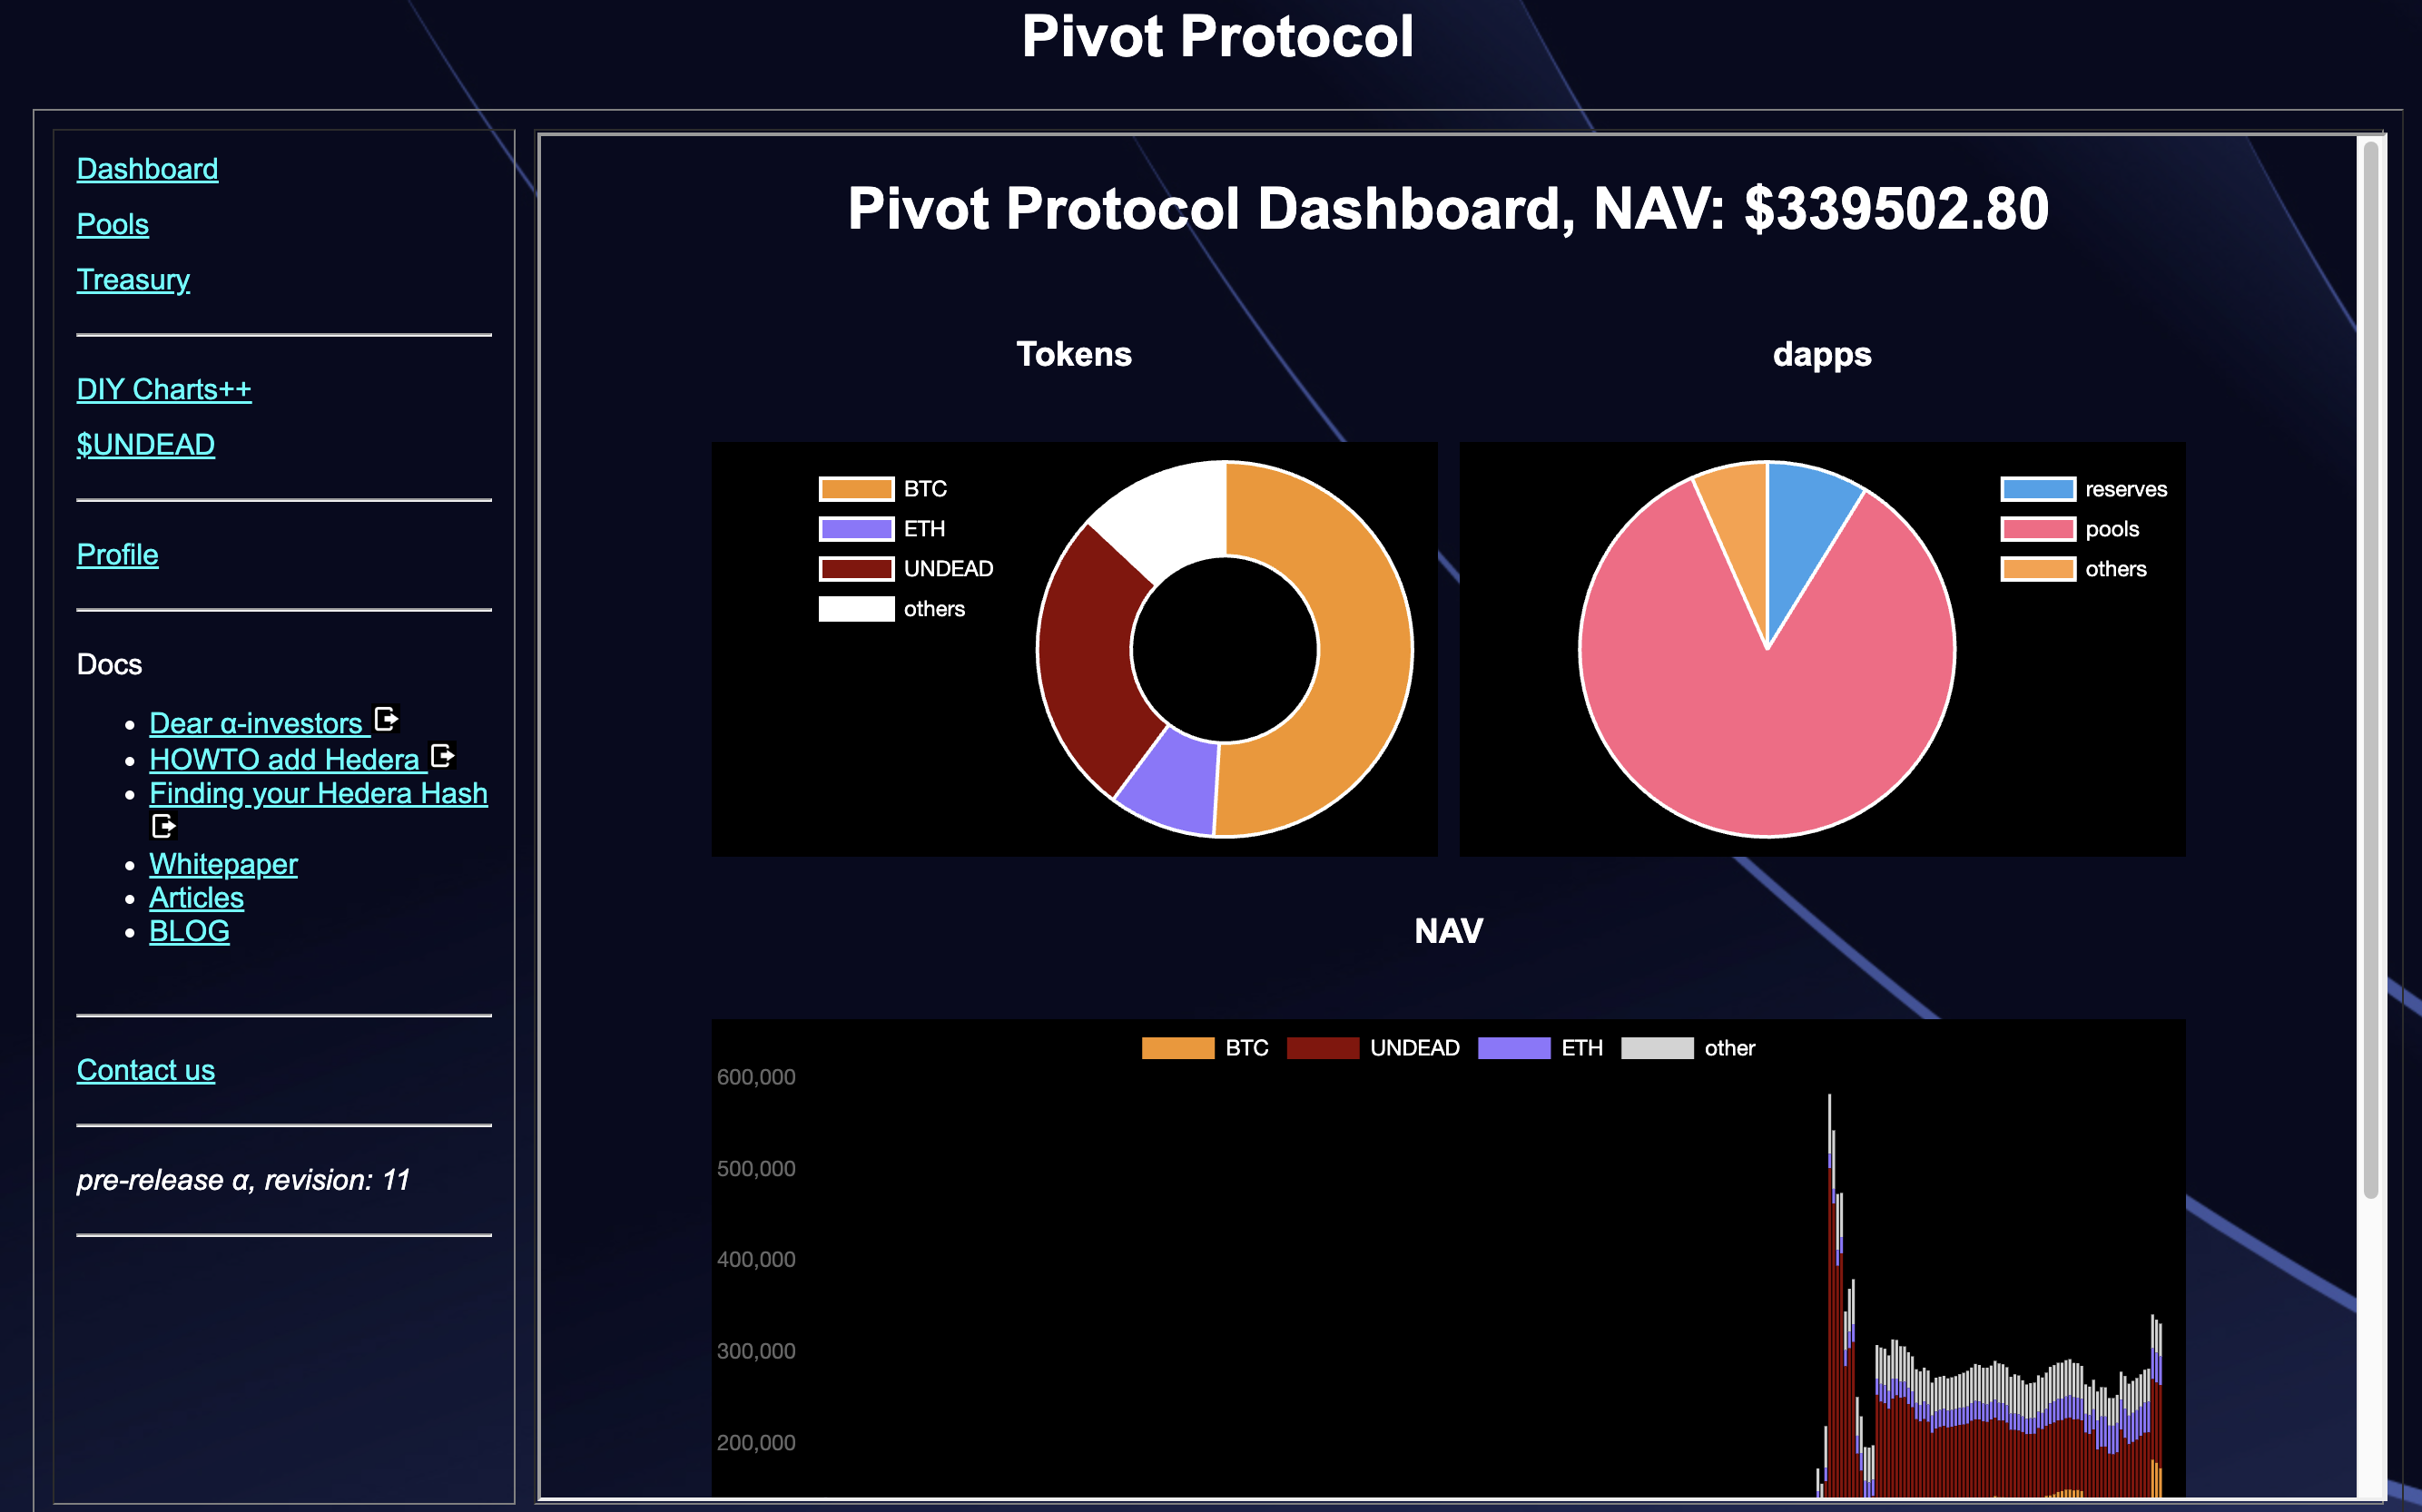 Pivot Protocol
Dashboard
Pools
Treasury
DIY Charts++
$UNDEAD
Profile
Docs
Dear α-investors
HOWTO add Hedera
Finding your Hedera Hash
Whitepaper
Articles
BLOG
Contact us
pre-release α, revision: 11
Pivot Protocol Dashboard, NAV: $339502.80
Tokens
BTC
ETH
UNDEAD
others
dapps
reserves
pools
others
NAV
BTC UNDEAD ETH other
600,000
500,000
400,000
300,000
200,000